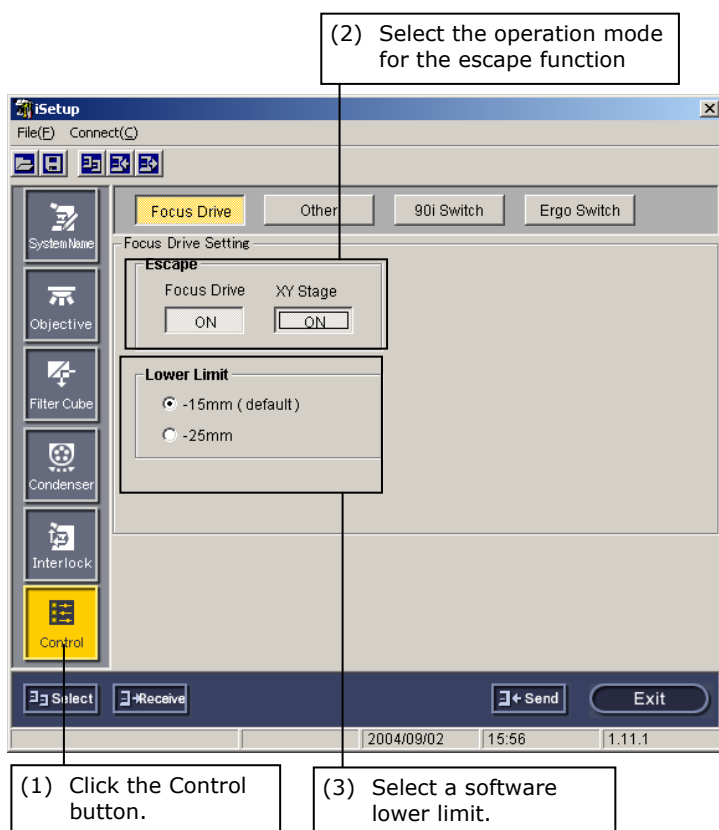 (2) Select the operation mode
for the escape function
iSetup
File(F) Connect(C)
Focus Drive Other 90i Switch Ergo Switch
System Name
Focus Drive Setting
Escape
Focus Drive XY Stage
ON ON
Objective
Lower Limit
-15mm ( default )
-25mm
Filter Cube
Condenser
Interlock
Control
Select Receive Send Exit
2004/09/02 15:56 1.11.1
(1) Click the Control
button.
(3) Select a software
lower limit.